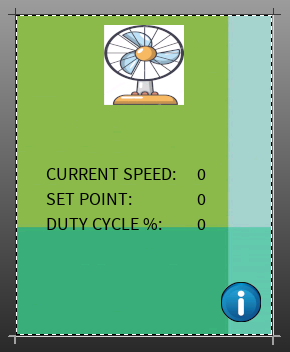 CURRENT SPEED: 0
SET POINT: 0
DUTY CYCLE %: 0
i